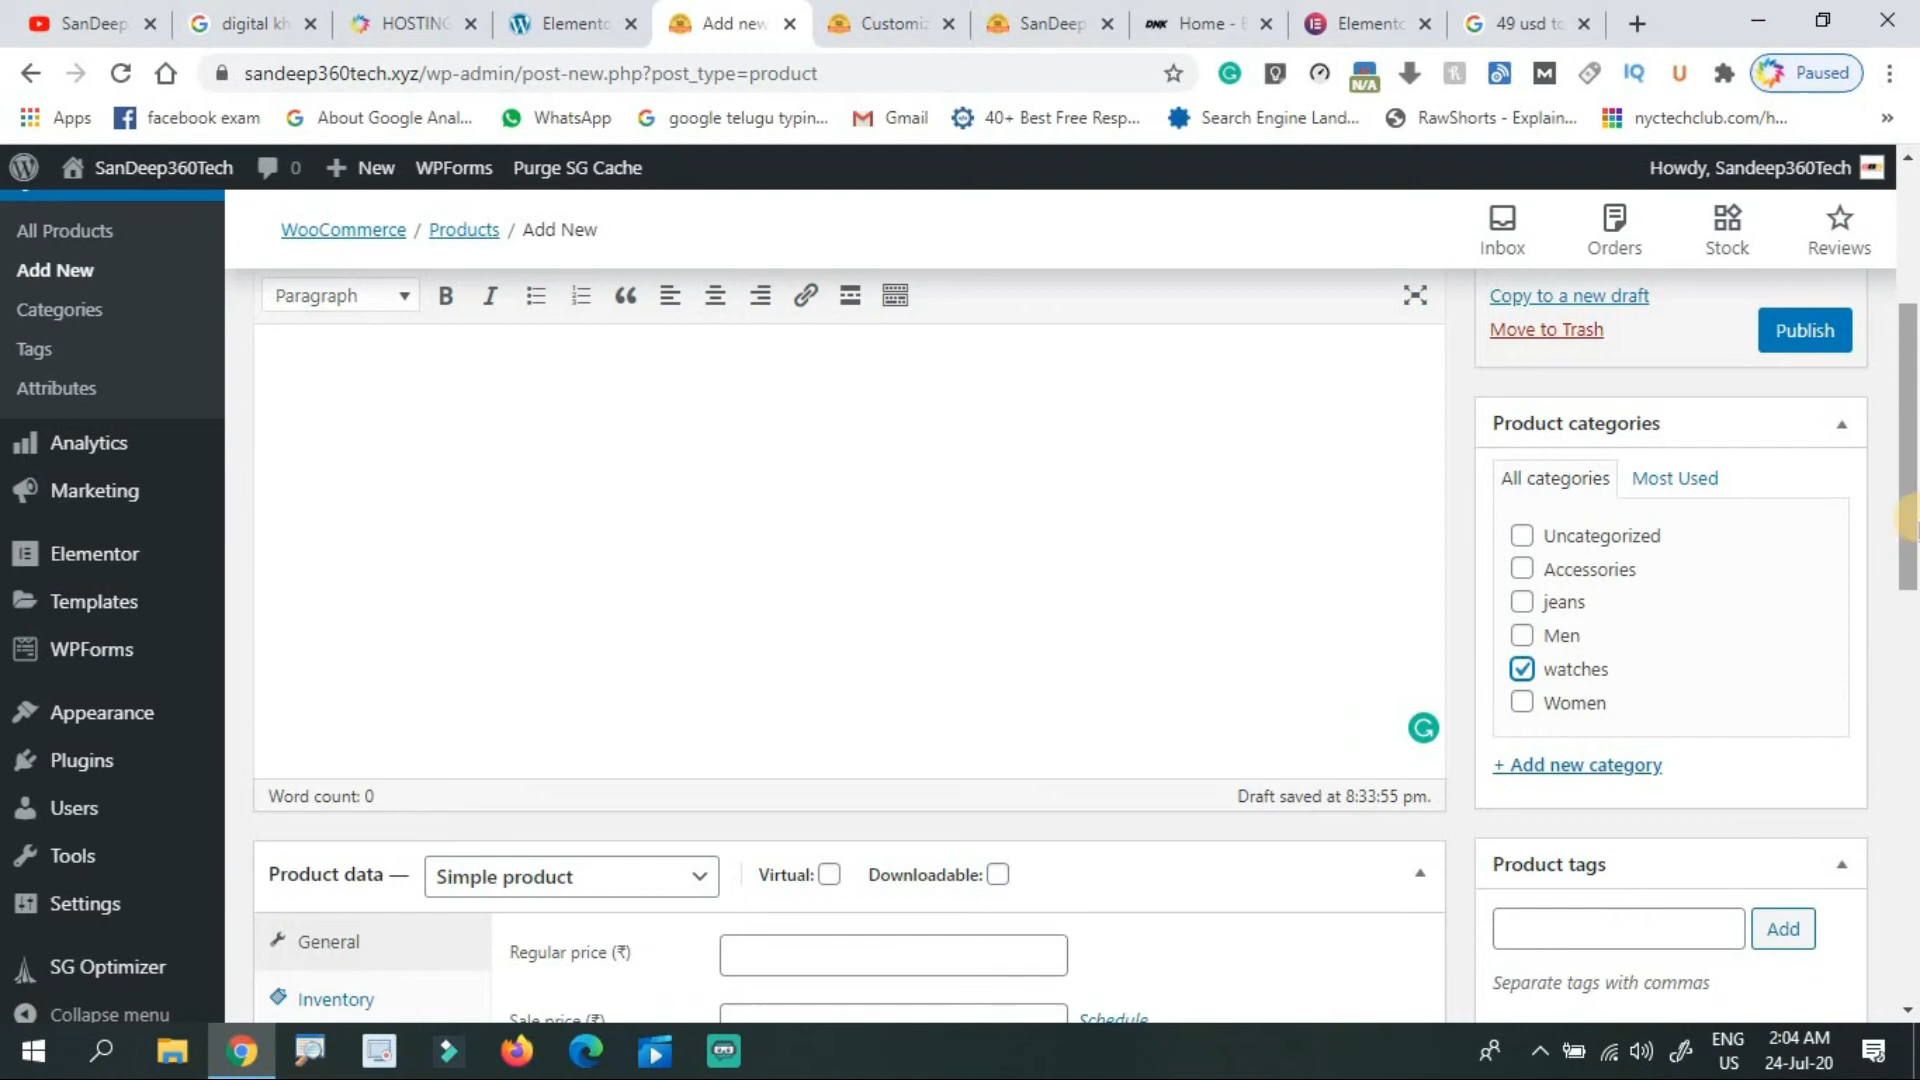 SanDeep
digital kh
HOSTING
Elemento
Add new
Customiz
SanDeep
DNK Home - B
Elemento
49 usd to
sandeep360tech.xyz/wp-admin/post-new.php?post_type=product
N/A
IQ
Paused
Apps
facebook exam
About Google Anal...
WhatsApp
google telugu typin...
Gmail
40+ Best Free Resp...
Search Engine Land...
RawShorts - Explain...
nyctechclub.com/h...
»
SanDeep360Tech
0
New
WPForms
Purge SG Cache
Howdy, Sandeep360Tech
All Products
Add New
Categories
Tags
Attributes
Analytics
Marketing
Elementor
Templates
WPForms
Appearance
Plugins
Users
Tools
Settings
SG Optimizer
Collapse menu
WooCommerce / Products / Add New
Inbox
Orders
Stock
Reviews
Paragraph
B I
Copy to a new draft
Move to Trash
Publish
Product categories
All categories
Most Used
Uncategorized
Accessories
jeans
Men
watches
Women
+ Add new category
Word count: 0
Draft saved at 8:33:55 pm.
Product data —
Simple product
Virtual:
Downloadable:
Product tags
Add
Separate tags with commas
General
Inventory
Regular price (₹)
Sale price (₹)
Schedule
ENG
US
2:04 AM
24-Jul-20